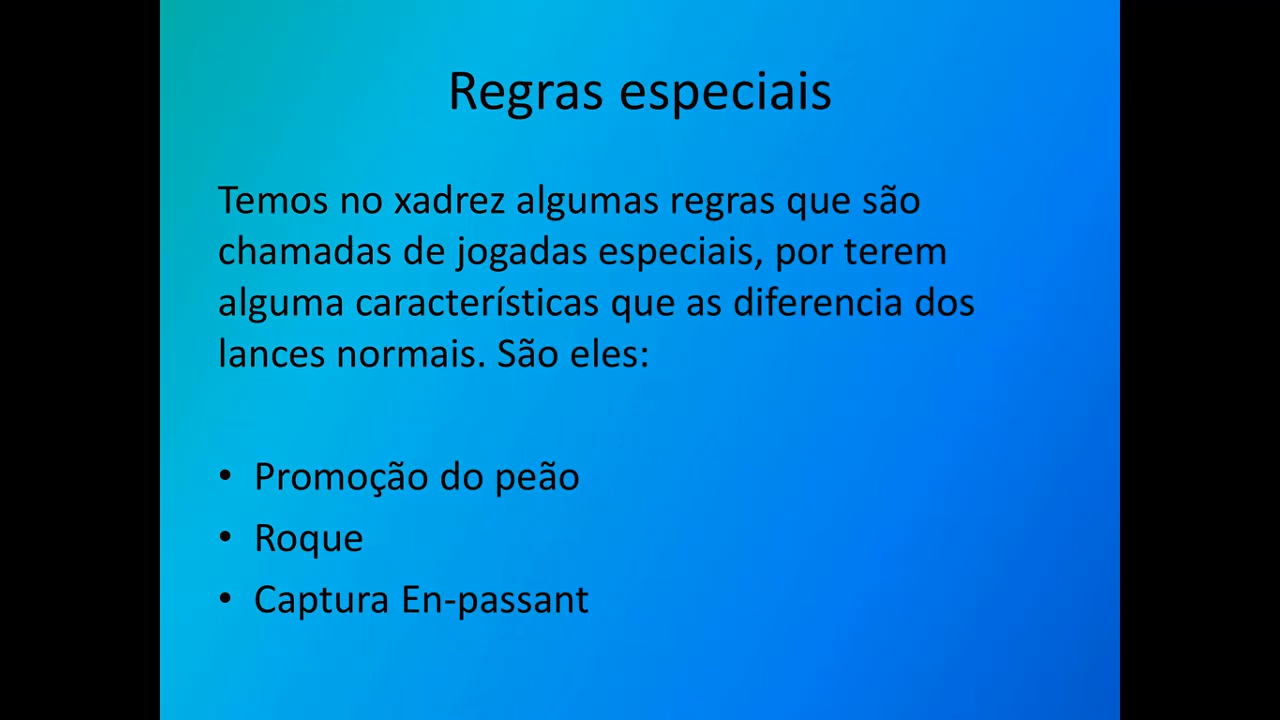 Regras especiais
Temos no xadrez algumas regras que são
chamadas de jogadas especiais, por terem
alguma características que as diferencia dos
lances normais. São eles:
• Promoção do peão
• Roque
• Captura En-passant